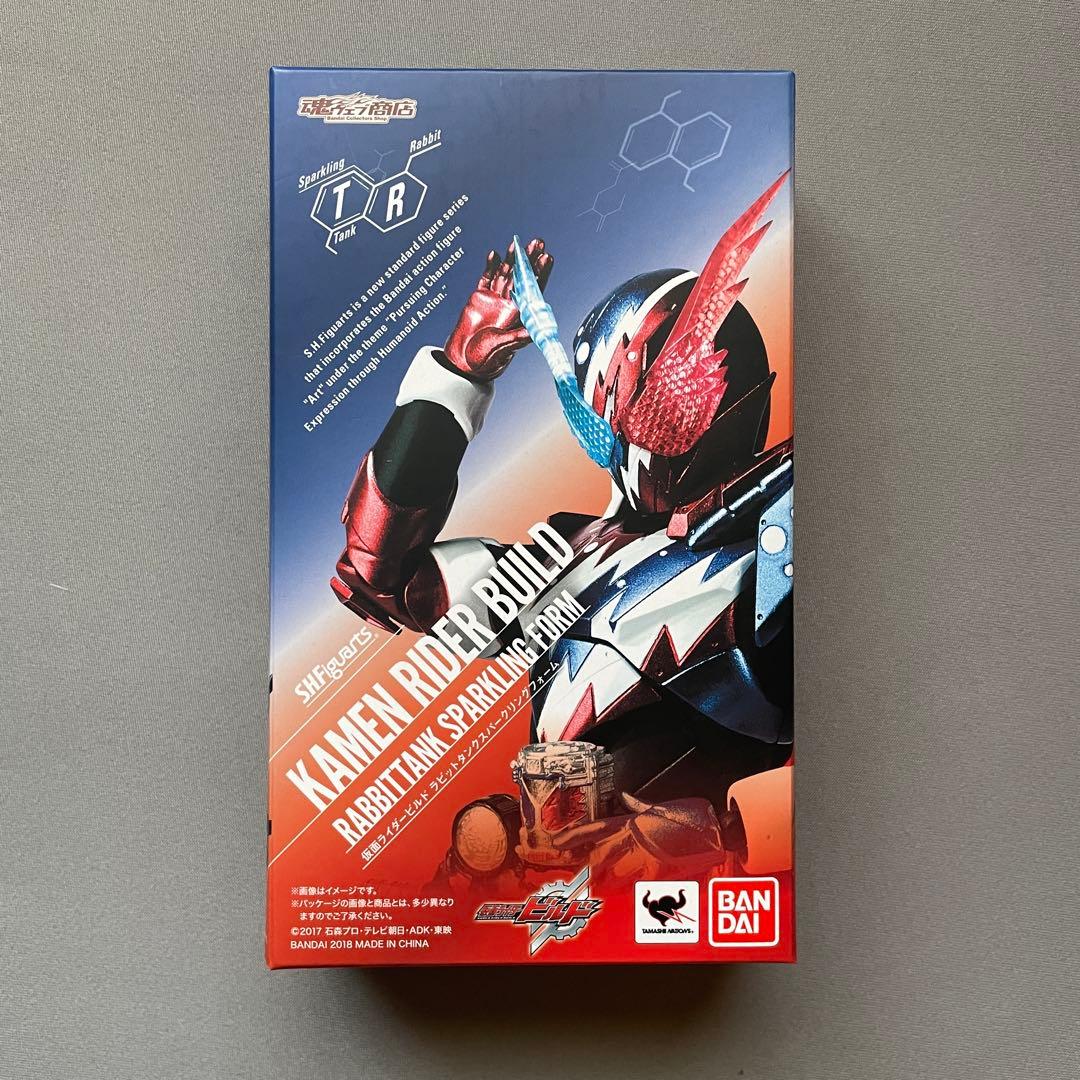 魂ウェブ商店
Bandai Collectors Shop
Sparkling
Rabbit
T R
Tank
S.H.Figuarts is a new standard figure series
that incorporates the Bandai action figure
"Art" under the theme "Pursuing Character
Expression through Humanoid Action."
S.H.Figuarts
KAMEN RIDER BUILD
RABBITTANK SPARKLING FORM
仮面ライダービルド ラビットタンクスパークリングフォーム
※画像はイメージです。
※パッケージの画像と商品とは、多少異なり
ますのでご了承ください。
©2017 石森プロ・テレビ朝日・ADK・東映
BANDAI 2018 MADE IN CHINA
仮面ライダー
ビルド
TAMASHII NATIONS
BAN
DAI